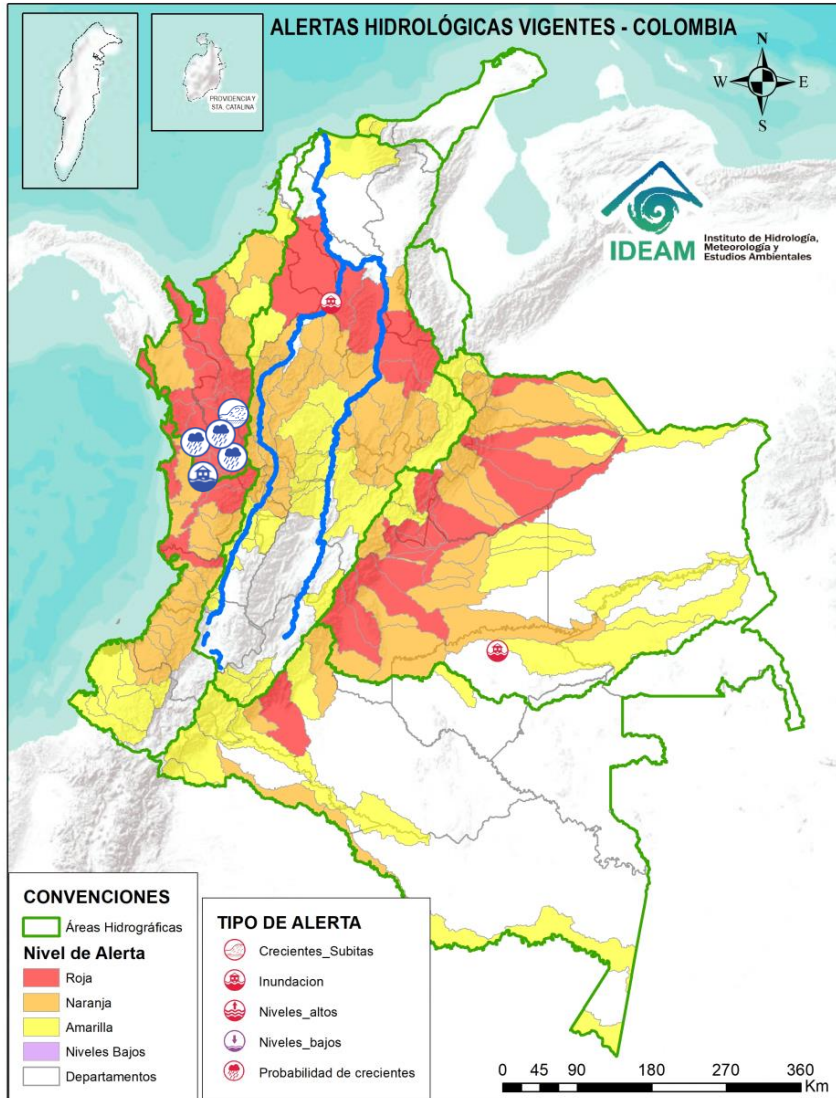 ALERTAS HIDROLÓGICAS VIGENTES - COLOMBIA
PROVIDENCIA Y
STA. CATALINA
N
W
E
S
IDEAM
Instituto de Hidrología,
Meteorología y
Estudios Ambientales
CONVENCIONES
Áreas Hidrográficas
Nivel de Alerta
Roja
Naranja
Amarilla
Niveles Bajos
Departamentos
TIPO DE ALERTA
Crecientes_Subitas
Inundacion
Niveles_altos
Niveles_bajos
Probabilidad de crecientes
0 45 90 180 270 360
Km